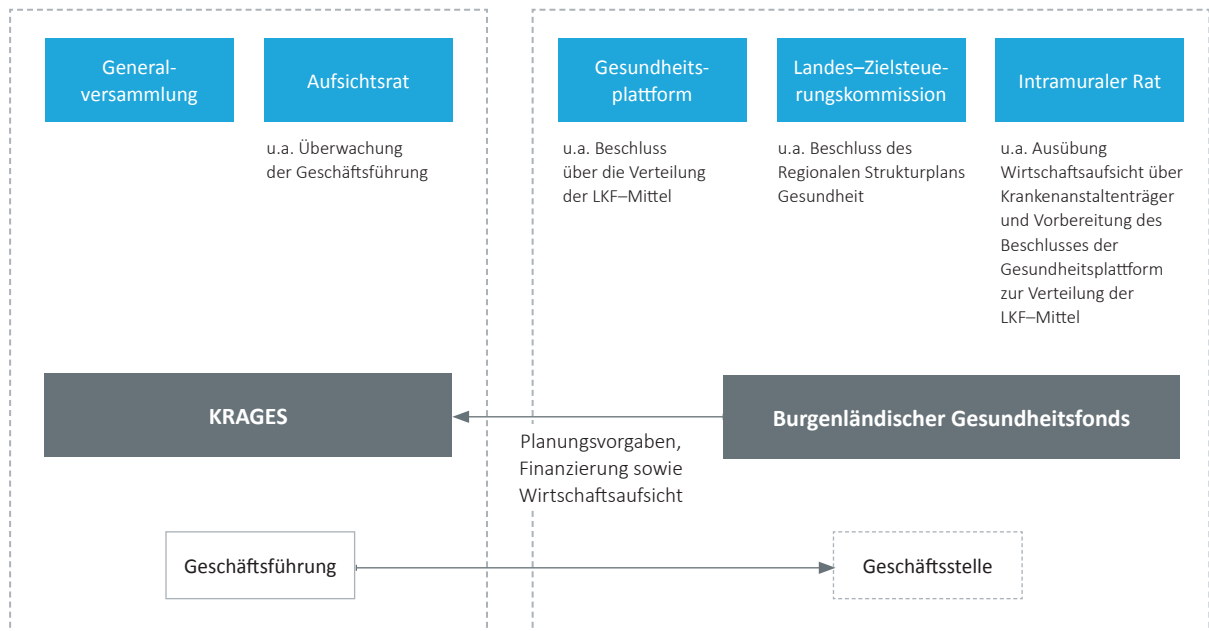 General-
versammlung
Aufsichtsrat
u.a. Überwachung
der Geschäftsführung
Gesundheits-
plattform
u.a. Beschluss
über die Verteilung
der LKF–Mittel
Landes–Zielsteue-
rungskommission
u.a. Beschluss des
Regionalen Strukturplans
Gesundheit
Intramuraler Rat
u.a. Ausübung
Wirtschaftsaufsicht über
Krankenanstaltenträger
und Vorbereitung des
Beschlusses der
Gesundheitsplattform
zur Verteilung der
LKF–Mittel
KRAGES
Burgenländischer Gesundheitsfonds
Planungsvorgaben,
Finanzierung sowie
Wirtschaftsaufsicht
Geschäftsführung
Geschäftsstelle